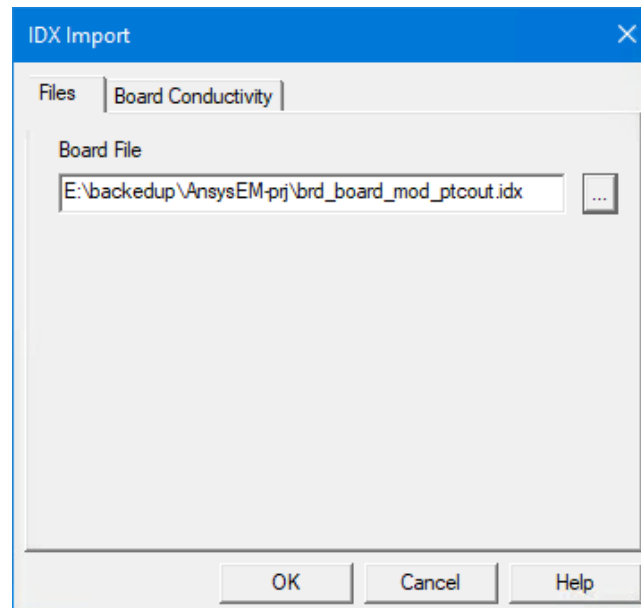 IDX Import
Files Board Conductivity
Board File
E:\backedup\AnsysEM-prj\brd_board_mod_ptcout.idx ...
OK Cancel Help